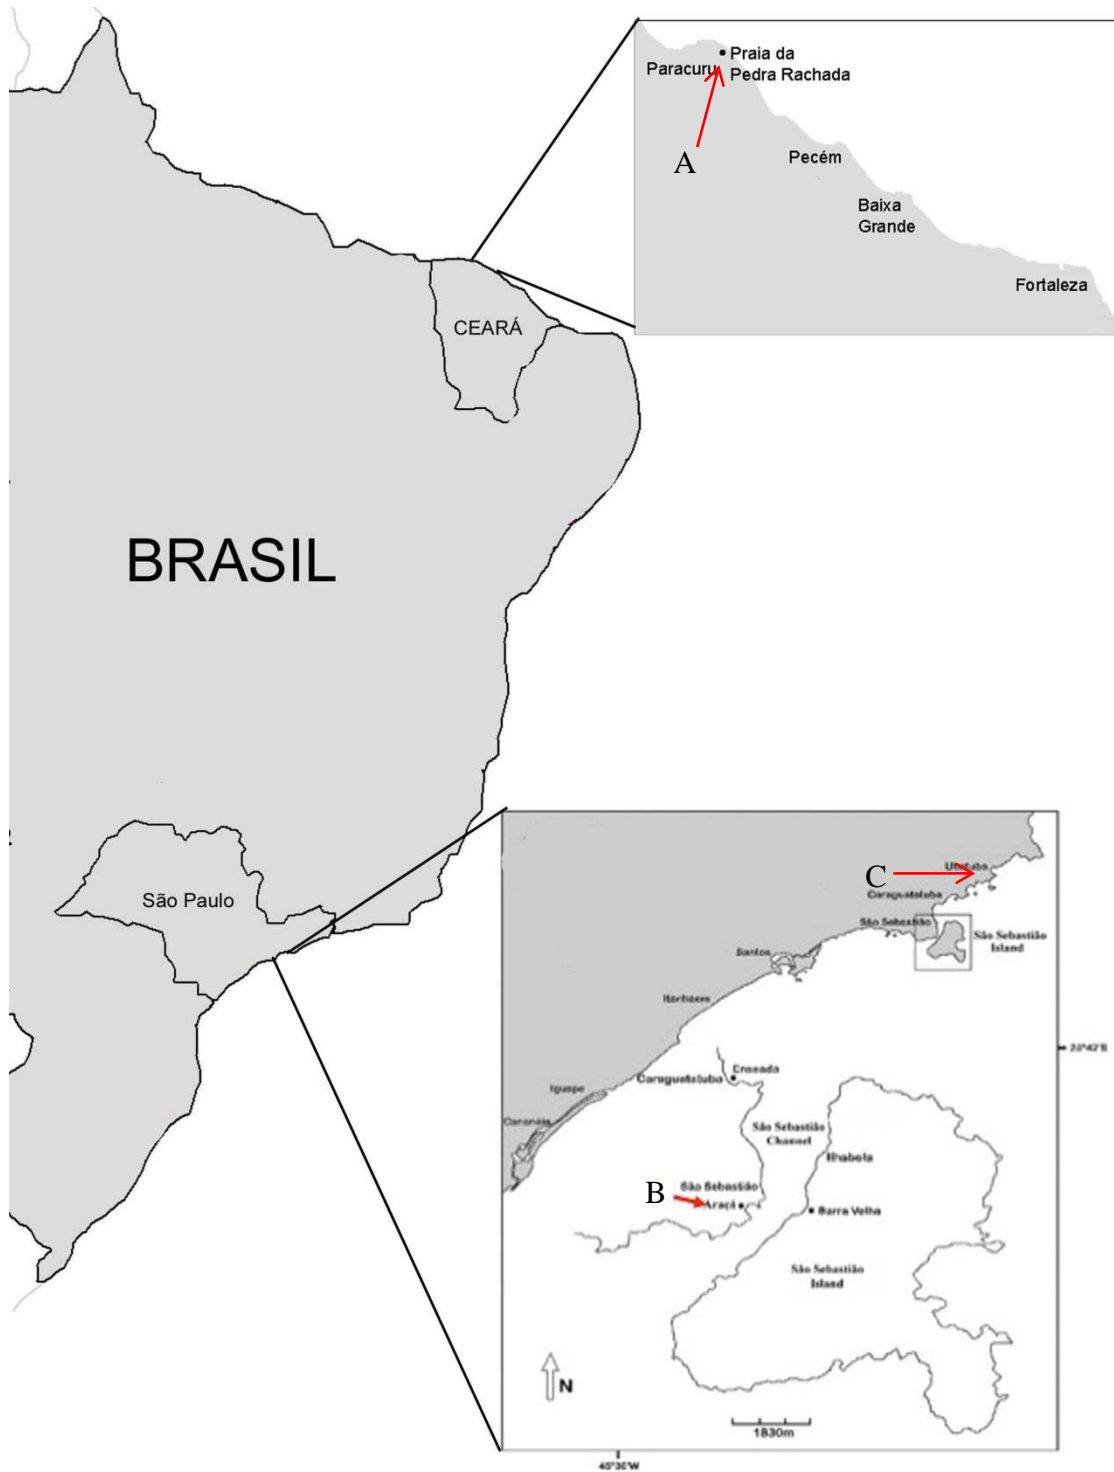 Praia da
Pedra Rachada
Paracuru
A
Pecém
Baixa
Grande
Fortaleza
CEARÁ
BRASIL
São Paulo
C
Ubatuba
Caraguatatuba
São Sebastião
São Sebastião
Island
Santos
Itanhaem
Iguape
Cananéia
23°42'S
Enseada
Caraguatatuba
São Sebastião
Channel
Ilhabela
São Sebastião
B
Araçá
Barra Velha
São Sebastião
Island
N
1830m
45°30'W